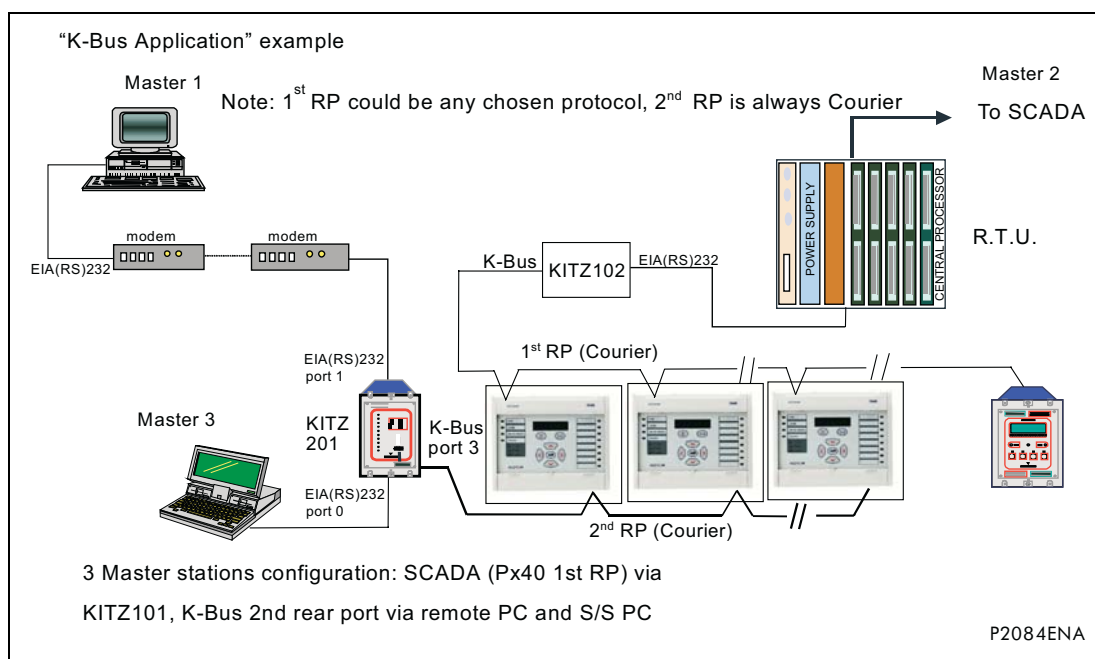 “K-Bus Application” example
Master 1
Note: 1st RP could be any chosen protocol, 2nd RP is always Courier
Master 2
To SCADA
POWER SUPPLY
CENTRAL PROCESSOR
R.T.U.
modem
modem
EIA(RS)232
K-Bus
KITZ102
EIA(RS)232
1st RP (Courier)
EIA(RS)232
port 1
Master 3
KITZ
201
K-Bus
port 3
EIA(RS)232
port 0
2nd RP (Courier)
3 Master stations configuration: SCADA (Px40 1st RP) via
KITZ101, K-Bus 2nd rear port via remote PC and S/S PC
P2084ENA